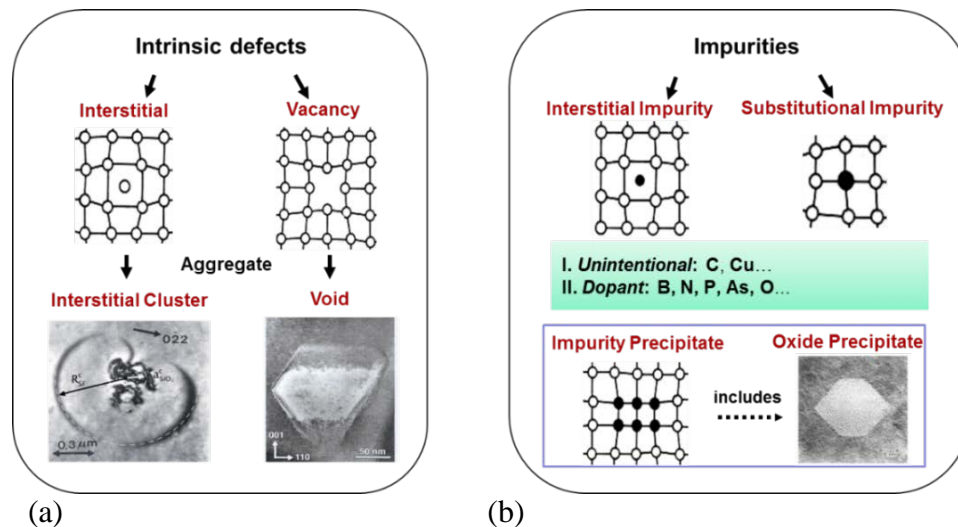 Intrinsic defects
Interstitial
Vacancy
Aggregate
Interstitial Cluster
Void
022
0.3 μm
001
110
50 nm
(a)
Impurities
Interstitial Impurity
Substitutional Impurity
I. Unintentional: C, Cu...
II. Dopant: B, N, P, As, O...
Impurity Precipitate
Oxide Precipitate
includes
(b)